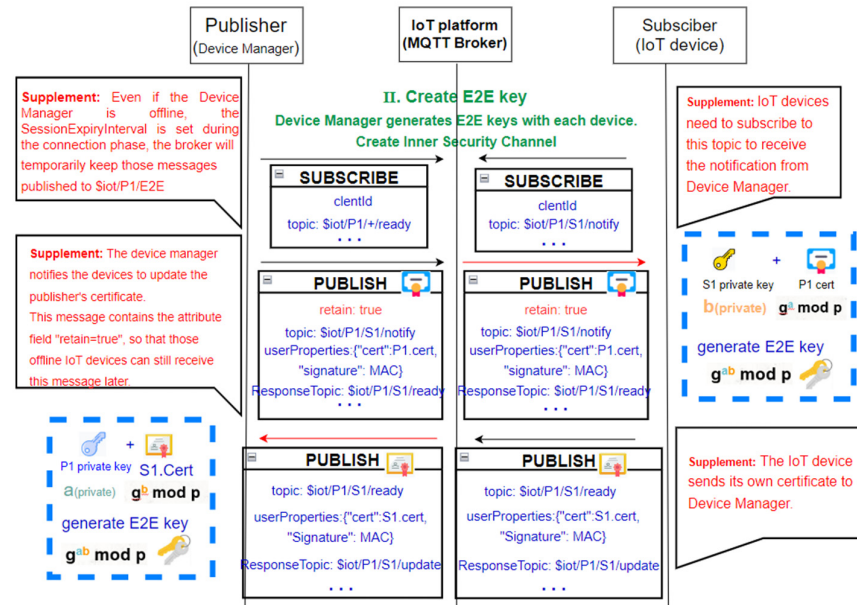 Publisher
(Device Manager)
IoT platform
(MQTT Broker)
Subsciber
(IoT device)
Supplement: Even if the Device
Manager is offline, the
SessionExpiryInterval is set during
the connection phase, the broker will
temporarily keep those messages
published to $iot/P1/E2E
II. Create E2E key
Device Manager generates E2E keys with each device.
Create Inner Security Channel
Supplement: IoT devices
need to subscribe to
this topic to receive
the notification from
Device Manager.
SUBSCRIBE
clentId
topic: $iot/P1/+/ready
...
SUBSCRIBE
clentId
topic: $iot/P1/S1/notify
...
Supplement: The device manager
notifies the devices to update the
publisher's certificate.
This message contains the attribute
field "retain=true", so that those
offline IoT devices can still receive
this message later.
PUBLISH
retain: true
topic: $iot/P1/S1/notify
userProperties:{"cert":P1.cert,
"signature": MAC}
ResponseTopic: $iot/P1/S1/ready
...
PUBLISH
retain: true
topic: $iot/P1/S1/notify
userProperties:{"cert":P1.cert,
"signature": MAC}
ResponseTopic: $iot/P1/S1/ready
...
+
S1 private key P1 cert
b(private) g^a mod p
generate E2E key
g^ab mod p
+
P1 private key S1.Cert
a(private) g^b mod p
generate E2E key
g^ab mod p
PUBLISH
topic: $iot/P1/S1/ready
userProperties:{"cert":S1.cert,
"Signature": MAC}
ResponseTopic: $iot/P1/S1/update
...
PUBLISH
topic: $iot/P1/S1/ready
userProperties:{"cert":S1.cert,
"Signature": MAC}
ResponseTopic: $iot/P1/S1/update
...
Supplement: The IoT device
sends its own certificate to
Device Manager.